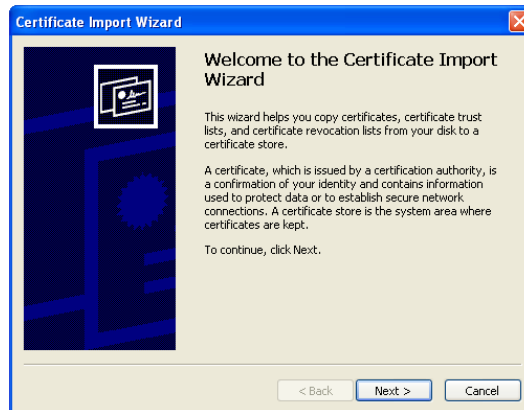 Certificate Import Wizard
Welcome to the Certificate Import
Wizard
This wizard helps you copy certificates, certificate trust
lists, and certificate revocation lists from your disk to a
certificate store.
A certificate, which is issued by a certification authority, is
a confirmation of your identity and contains information
used to protect data or to establish secure network
connections. A certificate store is the system area where
certificates are kept.
To continue, click Next.
< Back Next > Cancel